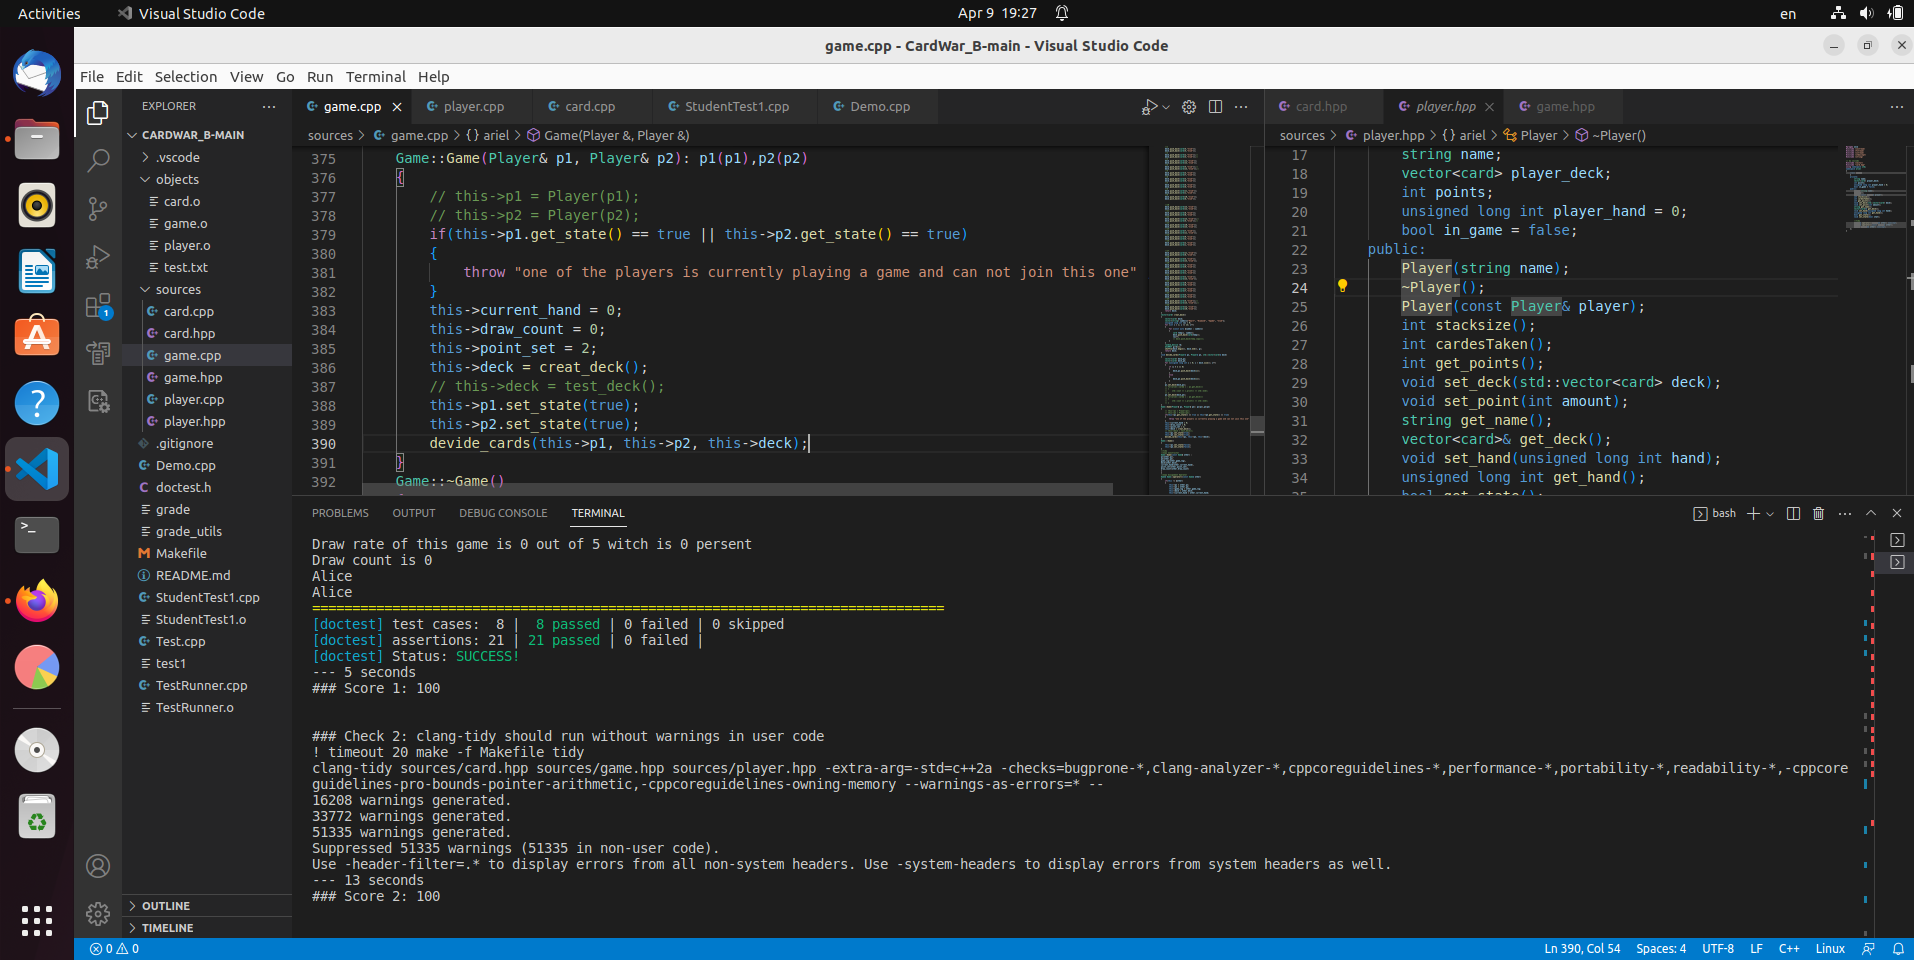 Activities
Visual Studio Code
Apr 9 19:27
en
game.cpp - CardWar_B-main - Visual Studio Code
File Edit Selection View Go Run Terminal Help
EXPLORER
CARDWAR_B-MAIN
.vscode
objects
card.o
game.o
player.o
test.txt
sources
card.cpp
card.hpp
game.cpp
game.hpp
player.cpp
player.hpp
.gitignore
Demo.cpp
doctest.h
grade
grade_utils
Makefile
README.md
StudentTest1.cpp
StudentTest1.o
Test.cpp
test1
TestRunner.cpp
TestRunner.o
OUTLINE
TIMELINE
1
game.cpp player.cpp card.cpp StudentTest1.cpp Demo.cpp
sources > game.cpp > {} ariel > Game(Player &, Player &)
375 Game::Game(Player& p1, Player& p2): p1(p1),p2(p2)
376 {
377 // this->p1 = Player(p1);
378 // this->p2 = Player(p2);
379 if(this->p1.get_state() == true || this->p2.get_state() == true)
380 {
381 throw "one of the players is currently playing a game and can not join this one"
382 }
383 this->current_hand = 0;
384 this->draw_count = 0;
385 this->point_set = 2;
386 this->deck = creat_deck();
387 // this->deck = test_deck();
388 this->p1.set_state(true);
389 this->p2.set_state(true);
390 devide_cards(this->p1, this->p2, this->deck);
391 }
392 Game::~Game()
card.hpp player.hpp game.hpp
sources > player.hpp > {} ariel > Player > ~Player()
17 string name;
18 vector<card> player_deck;
19 int points;
20 unsigned long int player_hand = 0;
21 bool in_game = false;
22 public:
23 Player(string name);
24 ~Player();
25 Player(const Player& player);
26 int stacksize();
27 int cardesTaken();
28 int get_points();
29 void set_deck(std::vector<card> deck);
30 void set_point(int amount);
31 string get_name();
32 vector<card>& get_deck();
33 void set_hand(unsigned long int hand);
34 unsigned long int get_hand();
35 bool get_state();
PROBLEMS OUTPUT DEBUG CONSOLE TERMINAL
bash
Draw rate of this game is 0 out of 5 witch is 0 persent
Draw count is 0
Alice
Alice
===============================================================================
[doctest] test cases:  8 |  8 passed | 0 failed | 0 skipped
[doctest] assertions: 21 | 21 passed | 0 failed |
[doctest] Status: SUCCESS!
--- 5 seconds
### Score 1: 100
### Check 2: clang-tidy should run without warnings in user code
! timeout 20 make -f Makefile tidy
clang-tidy sources/card.hpp sources/game.hpp sources/player.hpp -extra-arg=-std=c++2a -checks=bugprone-*,clang-analyzer-*,cppcoreguidelines-*,performance-*,portability-*,readability-*,-cppcore
guidelines-pro-bounds-pointer-arithmetic,-cppcoreguidelines-owning-memory --warnings-as-errors=* --
16208 warnings generated.
33772 warnings generated.
51335 warnings generated.
Suppressed 51335 warnings (51335 in non-user code).
Use -header-filter=.* to display errors from all non-system headers. Use -system-headers to display errors from system headers as well.
--- 13 seconds
### Score 2: 100
0 0
Ln 390, Col 54 Spaces: 4 UTF-8 LF C++ Linux